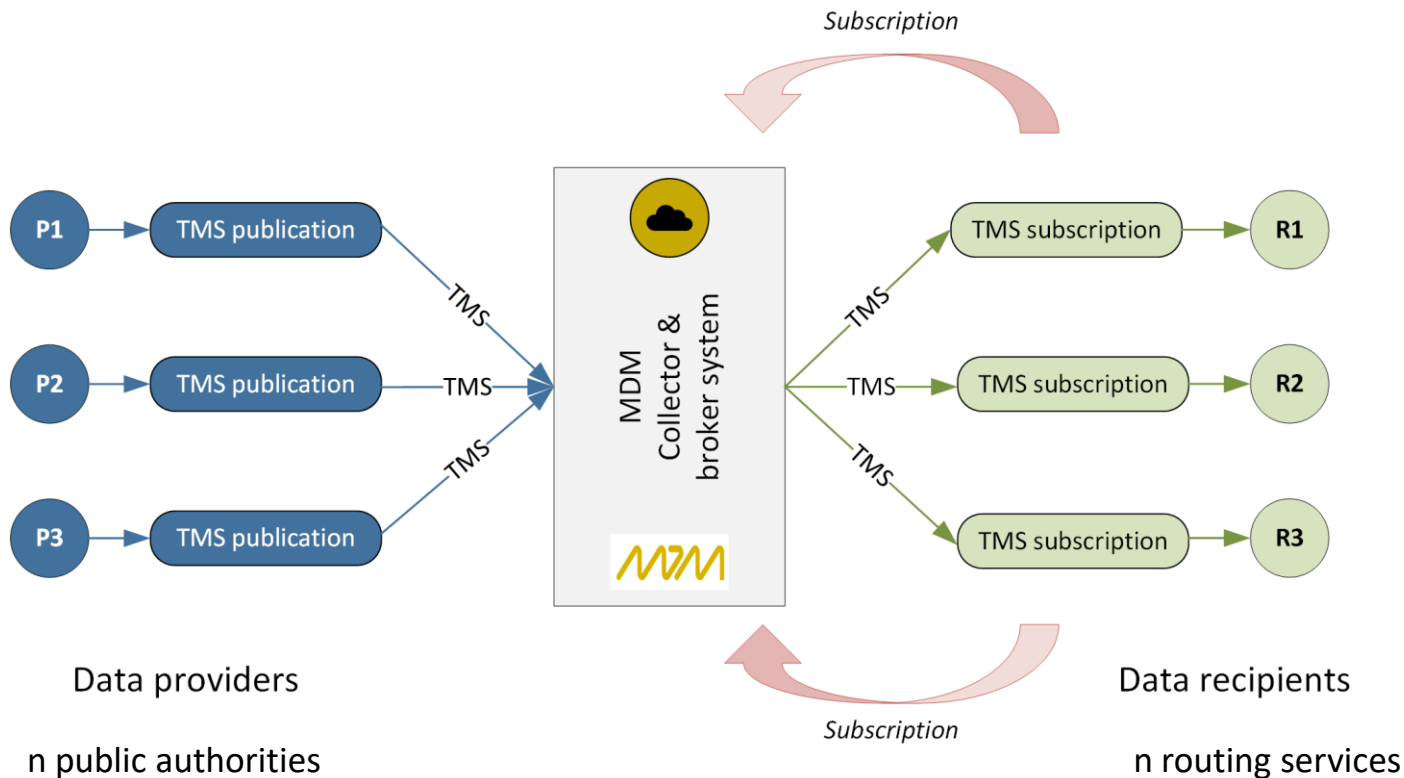 Subscription
P1
TMS publication
TMS
P2
TMS publication
TMS
P3
TMS publication
TMS
MDM
Collector &
broker system
MDM
TMS
TMS subscription
R1
TMS
TMS subscription
R2
TMS
TMS subscription
R3
Data providers
n public authorities
Data recipients
n routing services
Subscription